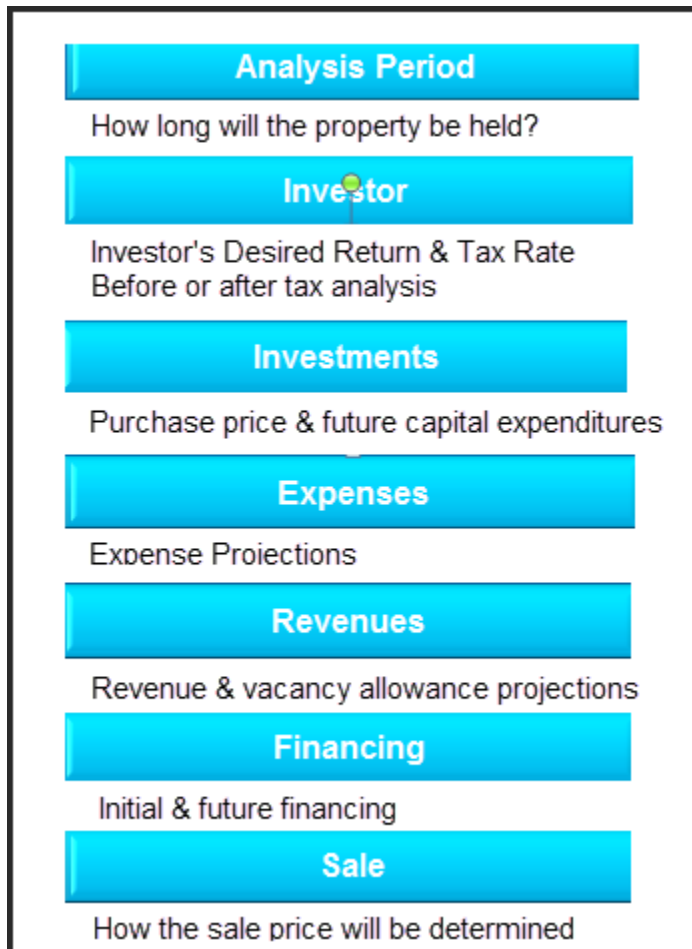 Analysis Period
How long will the property be held?
Investor
Investor's Desired Return & Tax Rate
Before or after tax analysis
Investments
Purchase price & future capital expenditures
Expenses
Expense Projections
Revenues
Revenue & vacancy allowance projections
Financing
Initial & future financing
Sale
How the sale price will be determined